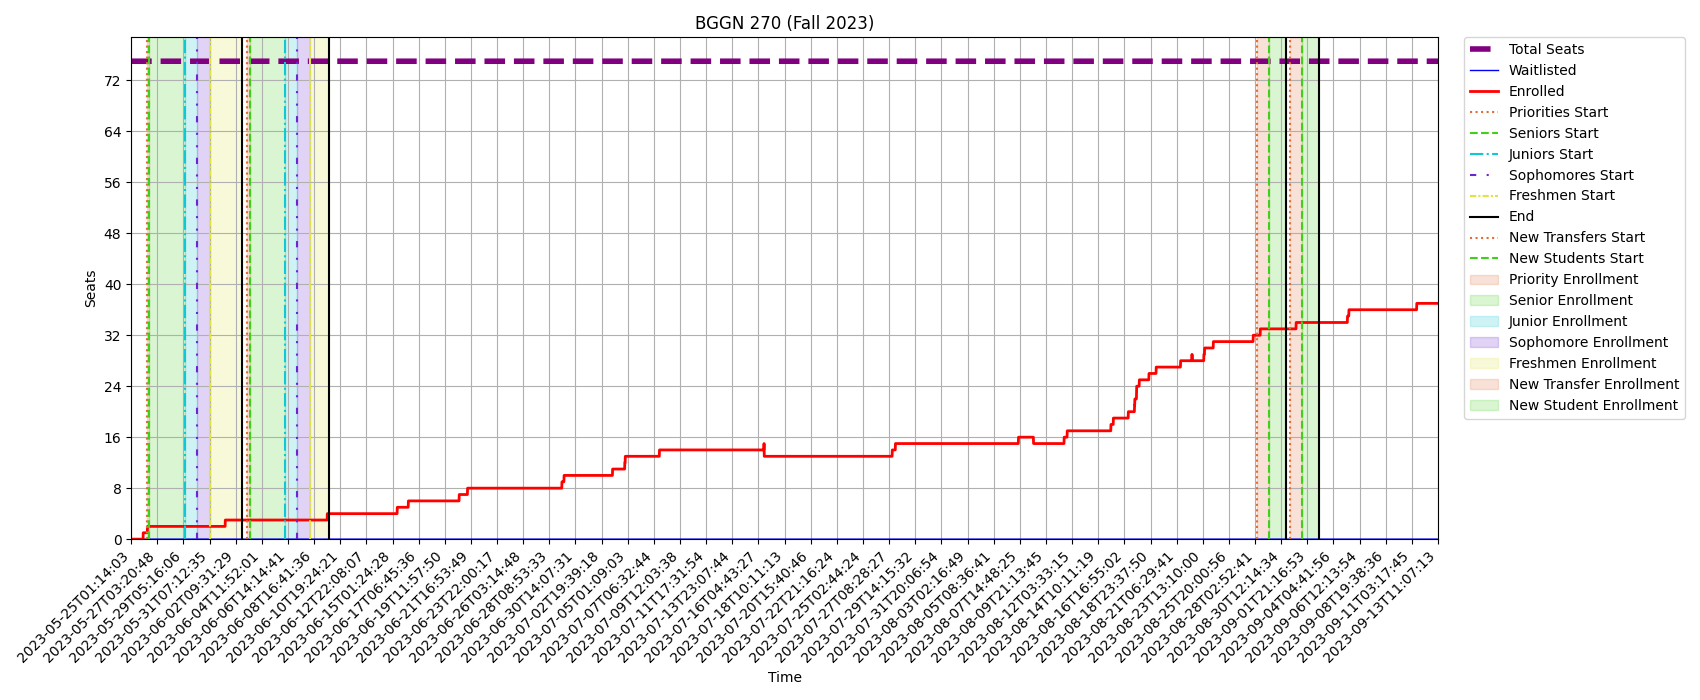 BGGN 270 (Fall 2023)
Seats
72
64
56
48
40
32
24
16
8
0
2023-05-25T01:14:03
2023-05-27T03:20:48
2023-05-29T05:16:06
2023-05-31T07:12:35
2023-06-02T09:31:29
2023-06-04T11:52:01
2023-06-06T14:14:41
2023-06-08T16:41:36
2023-06-10T19:24:21
2023-06-12T22:08:07
2023-06-15T01:24:28
2023-06-17T06:45:36
2023-06-19T11:57:50
2023-06-21T16:53:49
2023-06-23T22:00:17
2023-06-26T03:14:48
2023-06-28T08:53:33
2023-06-30T14:07:31
2023-07-02T19:39:18
2023-07-05T01:09:03
2023-07-07T06:32:44
2023-07-09T12:03:38
2023-07-11T17:31:54
2023-07-13T23:07:44
2023-07-16T04:43:27
2023-07-18T10:11:13
2023-07-20T15:40:46
2023-07-22T21:16:24
2023-07-25T02:44:24
2023-07-27T08:28:27
2023-07-29T14:15:32
2023-07-31T20:06:54
2023-08-03T02:16:49
2023-08-05T08:36:41
2023-08-07T14:48:25
2023-08-09T21:13:45
2023-08-12T03:33:15
2023-08-14T10:11:19
2023-08-16T16:55:02
2023-08-18T23:37:50
2023-08-21T06:29:41
2023-08-23T13:10:00
2023-08-25T20:00:56
2023-08-28T02:52:41
2023-08-30T12:14:34
2023-09-01T21:16:53
2023-09-04T04:41:56
2023-09-06T12:13:54
2023-09-08T19:38:36
2023-09-11T03:17:45
2023-09-13T11:07:13
Time
Total Seats
Waitlisted
Enrolled
Priorities Start
Seniors Start
Juniors Start
Sophomores Start
Freshmen Start
End
New Transfers Start
New Students Start
Priority Enrollment
Senior Enrollment
Junior Enrollment
Sophomore Enrollment
Freshmen Enrollment
New Transfer Enrollment
New Student Enrollment